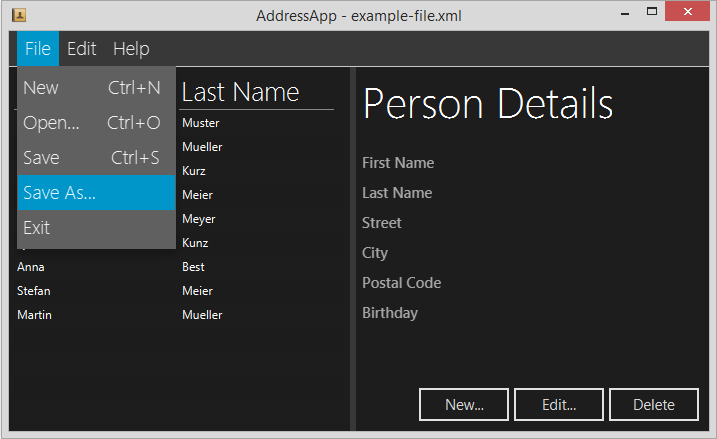 AddressApp - example-file.xml
File Edit Help
New Ctrl+N
Open... Ctrl+O
Save Ctrl+S
Save As...
Exit
Last Name
Muster
Mueller
Kurz
Meier
Meyer
Kunz
Anna Best
Stefan Meier
Martin Mueller
Person Details
First Name
Last Name
Street
City
Postal Code
Birthday
New... Edit... Delete